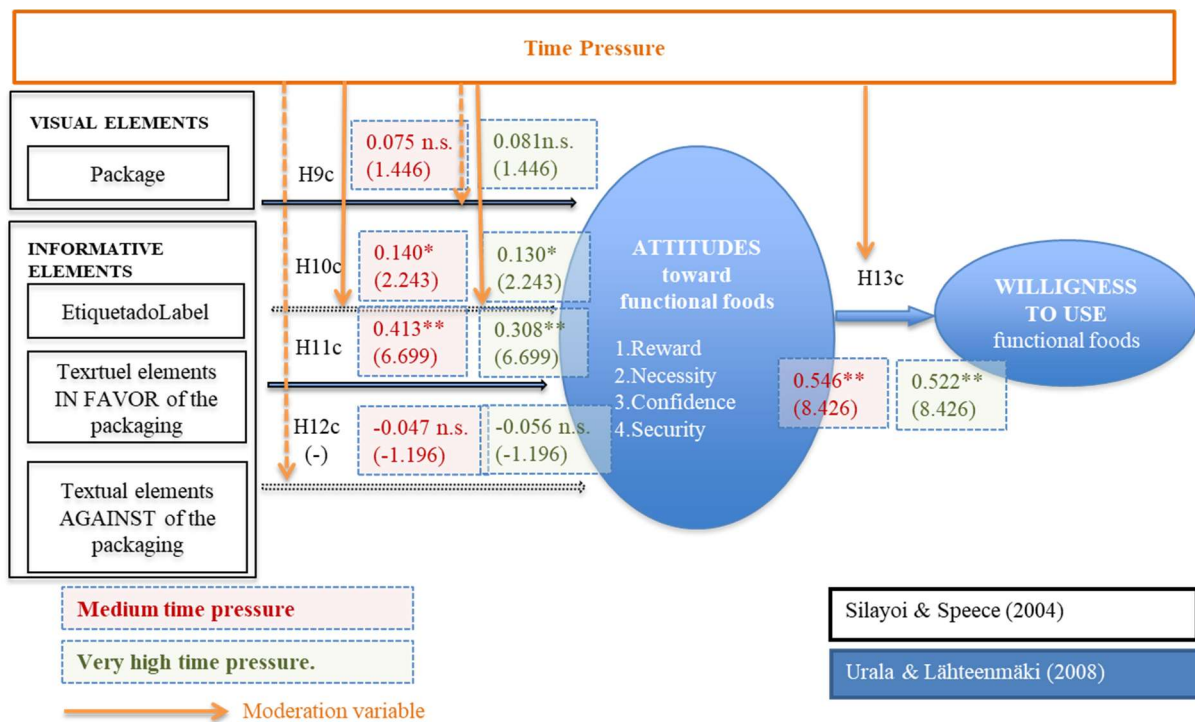 Time Pressure
VISUAL ELEMENTS
Package
INFORMATIVE
ELEMENTS
EtiquetadoLabel
Texrtuel elements
IN FAVOR of the
packaging
Textual elements
AGAINST of the
packaging
H9c
0.075 n.s.
(1.446)
0.081n.s.
(1.446)
H10c
0.140*
(2.243)
0.130*
(2.243)
H11c
0.413**
(6.699)
0.308**
(6.699)
H12c
(-)
-0.047 n.s.
(-1.196)
-0.056 n.s.
(-1.196)
ATTITUDES
toward
functional foods
1.Reward
2.Necessity
3.Confidence
4.Security
H13c
0.546**
(8.426)
0.522**
(8.426)
WILLIGNESS
TO USE
functional foods
Medium time pressure
Very high time pressure.
Moderation variable
Silayoi & Speece (2004)
Urala & Lähteenmäki (2008)